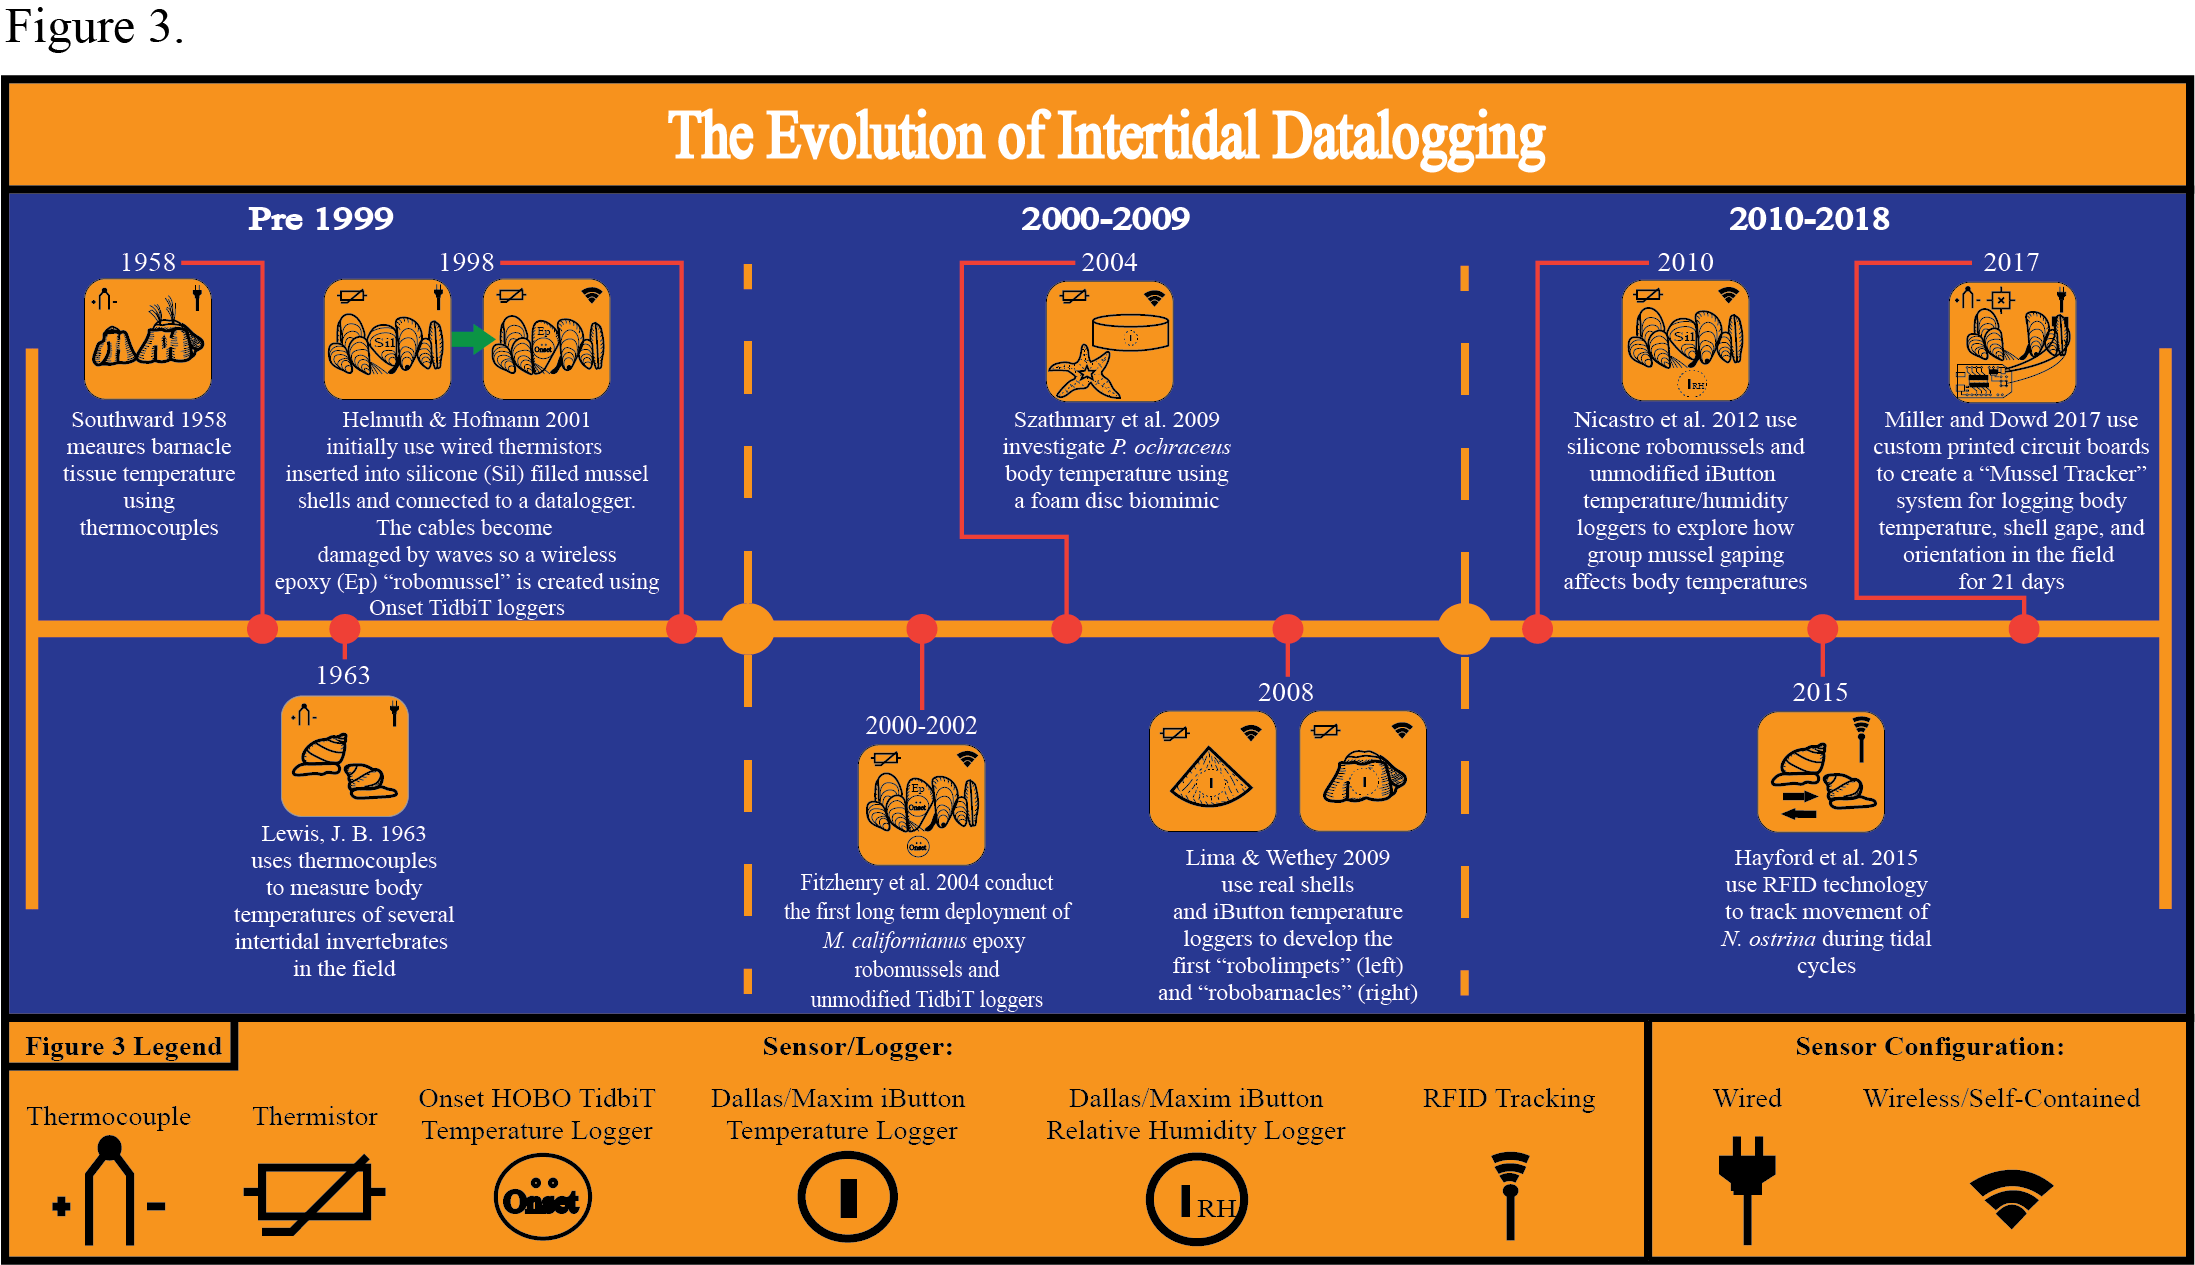 Figure 3.
The Evolution of Intertidal Datalogging
Pre 1999
1958
Southward 1958
meaures barnacle
tissue temperature
using
thermocouples
1998
Sil
Ep
Onset
Helmuth & Hofmann 2001
initially use wired thermistors
inserted into silicone (Sil) filled mussel
shells and connected to a datalogger.
The cables become
damaged by waves so a wireless
epoxy (Ep) “robomussel” is created using
Onset TidbiT loggers
1963
Lewis, J. B. 1963
uses thermocouples
to measure body
temperatures of several
intertidal invertebrates
in the field
2000-2009
2004
I
Szathmary et al. 2009
investigate P. ochraceus
body temperature using
a foam disc biomimic
2000-2002
Ep
Onset
Onset
Fitzhenry et al. 2004 conduct
the first long term deployment of
M. californianus epoxy
robomussels and
unmodified TidbiT loggers
2008
I
I
Lima & Wethey 2009
use real shells
and iButton temperature
loggers to develop the
first “robolimpets” (left)
and “robobarnacles” (right)
2010-2018
2010
Sil
I RH
Nicastro et al. 2012 use
silicone robomussels and
unmodified iButton
temperature/humidity
loggers to explore how
group mussel gaping
affects body temperatures
2017
Miller and Dowd 2017 use
custom printed circuit boards
to create a “Mussel Tracker”
system for logging body
temperature, shell gape, and
orientation in the field
for 21 days
2015
Hayford et al. 2015
use RFID technology
to track movement of
N. ostrina during tidal
cycles
Figure 3 Legend
Sensor/Logger:
Thermocouple
+ -
Thermistor
Onset HOBO TidbiT
Temperature Logger
Onset
Dallas/Maxim iButton
Temperature Logger
I
Dallas/Maxim iButton
Relative Humidity Logger
I RH
RFID Tracking
Sensor Configuration:
Wired
Wireless/Self-Contained